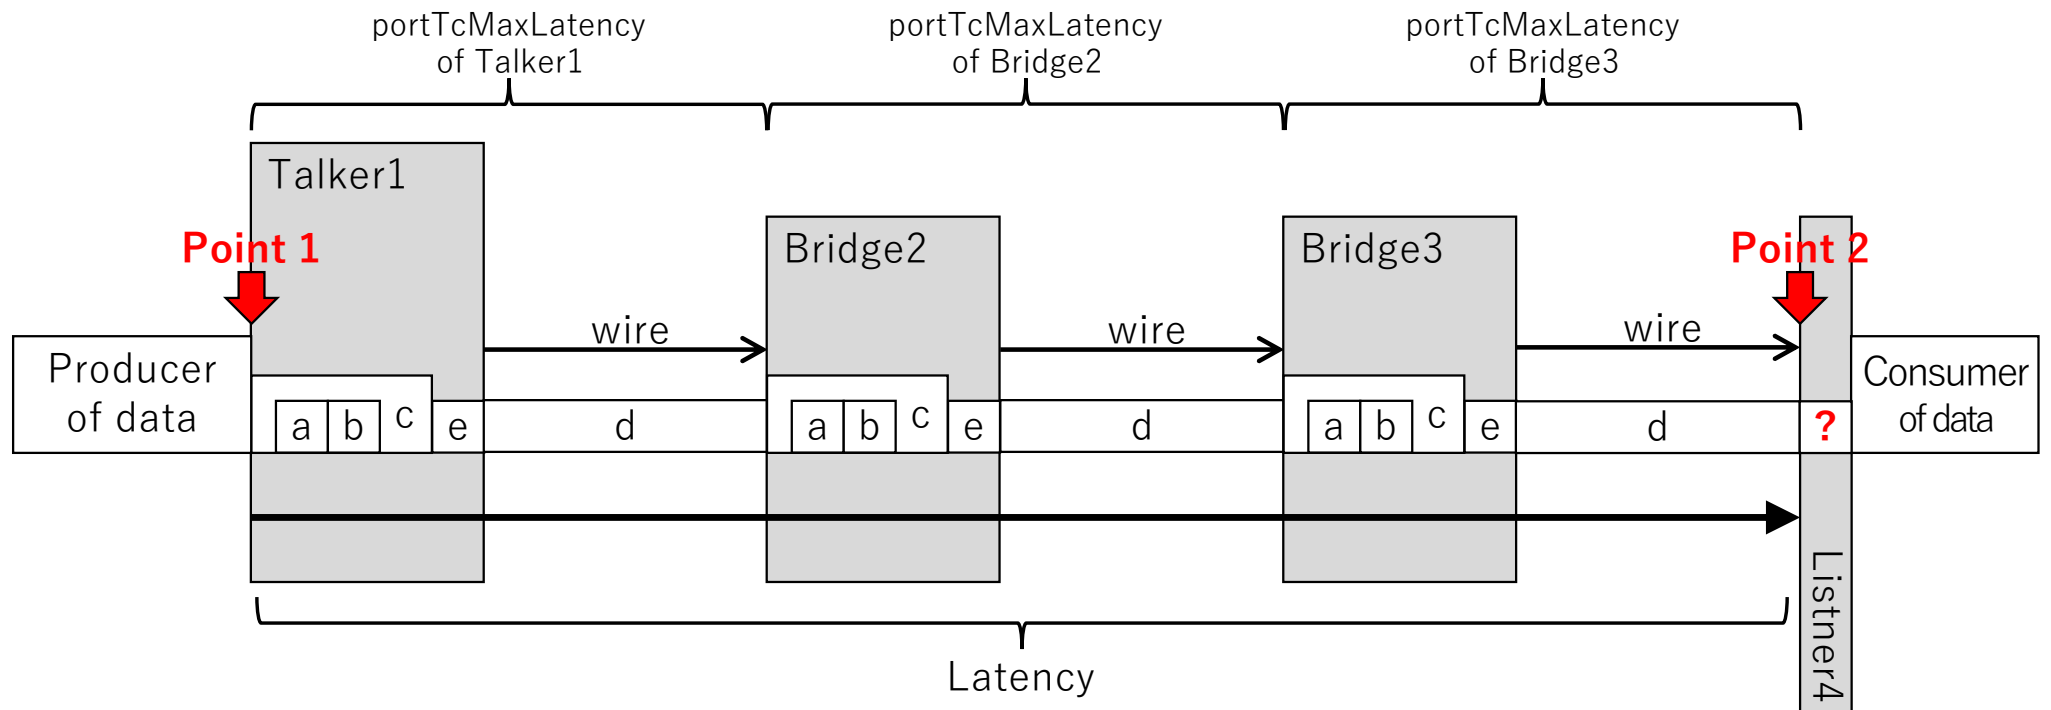 portTcMaxLatency
of Talker1
portTcMaxLatency
of Bridge2
portTcMaxLatency
of Bridge3
Talker1
Bridge2
Bridge3
Point 1
Point 2
wire
wire
wire
Producer
of data
a b c e d
a b c e d
a b c e d
?
Consumer
of data
Latency
Listner4